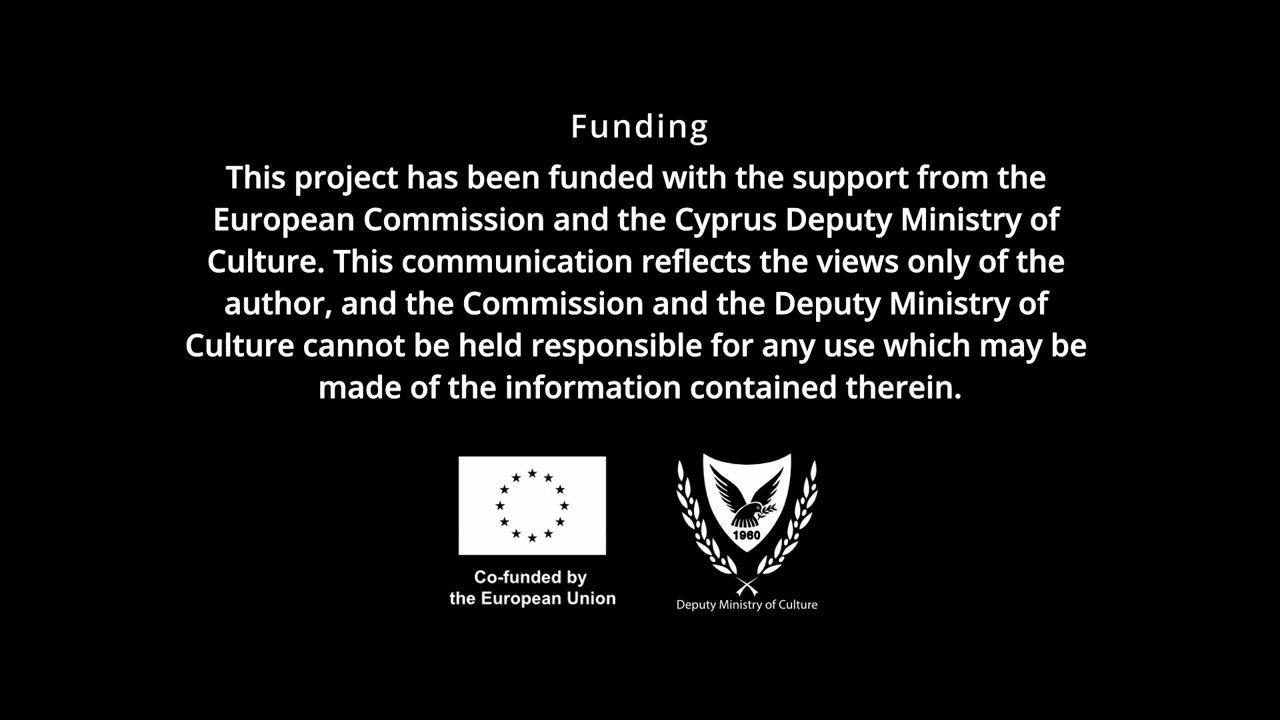 Funding
This project has been funded with the support from the
European Commission and the Cyprus Deputy Ministry of
Culture. This communication reflects the views only of the
author, and the Commission and the Deputy Ministry of
Culture cannot be held responsible for any use which may be
made of the information contained therein.
1960
Co-funded by
the European Union
Deputy Ministry of Culture